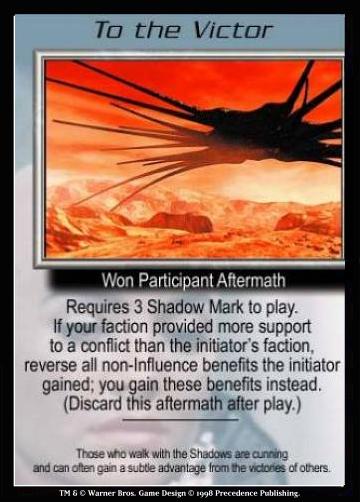 To the Victor
Won Participant Aftermath
Requires 3 Shadow Mark to play.
If your faction provided more support
to a conflict than the initiator's faction,
reverse all non-Influence benefits the initiator
gained; you gain these benefits instead.
(Discard this aftermath after play.)
Those who walk with the Shadows are cunning
and can often gain a subtle advantage from the victories of others.
TM & © Warner Bros. Game Design © 1998 Precedence Publishing.